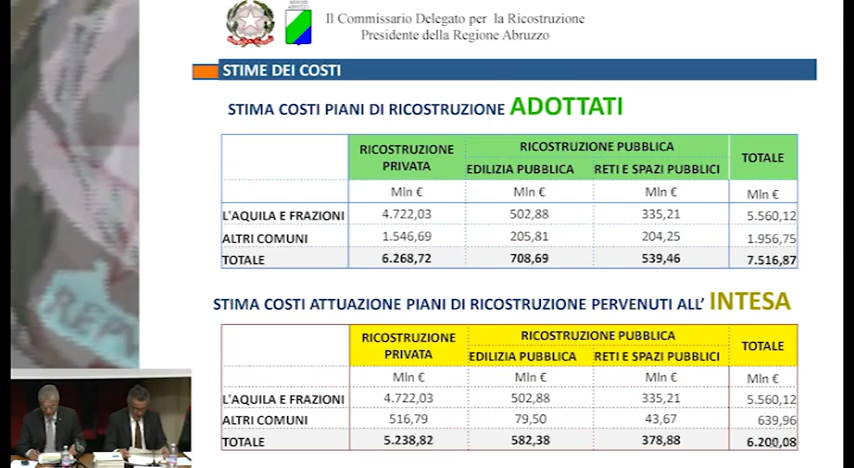 Il Commissario Delegato per la Ricostruzione
Presidente della Regione Abruzzo
STIME DEI COSTI
STIMA COSTI PIANI DI RICOSTRUZIONE ADOTTATI
RICOSTRUZIONE PRIVATA RICOSTRUZIONE PUBBLICA TOTALE
EDILIZIA PUBBLICA RETI E SPAZI PUBBLICI
Mln € Mln € Mln € Mln €
L'AQUILA E FRAZIONI 4.722,03 502,88 335,21 5.560,12
ALTRI COMUNI 1.546,69 205,81 204,25 1.956,75
TOTALE 6.268,72 708,69 539,46 7.516,87
STIMA COSTI ATTUAZIONE PIANI DI RICOSTRUZIONE PERVENUTI ALL' INTESA
RICOSTRUZIONE PRIVATA RICOSTRUZIONE PUBBLICA TOTALE
EDILIZIA PUBBLICA RETI E SPAZI PUBBLICI
Mln € Mln € Mln € Mln €
L'AQUILA E FRAZIONI 4.722,03 502,88 335,21 5.560,12
ALTRI COMUNI 516,79 79,50 43,67 639,96
TOTALE 5.238,82 582,38 378,88 6.200,08